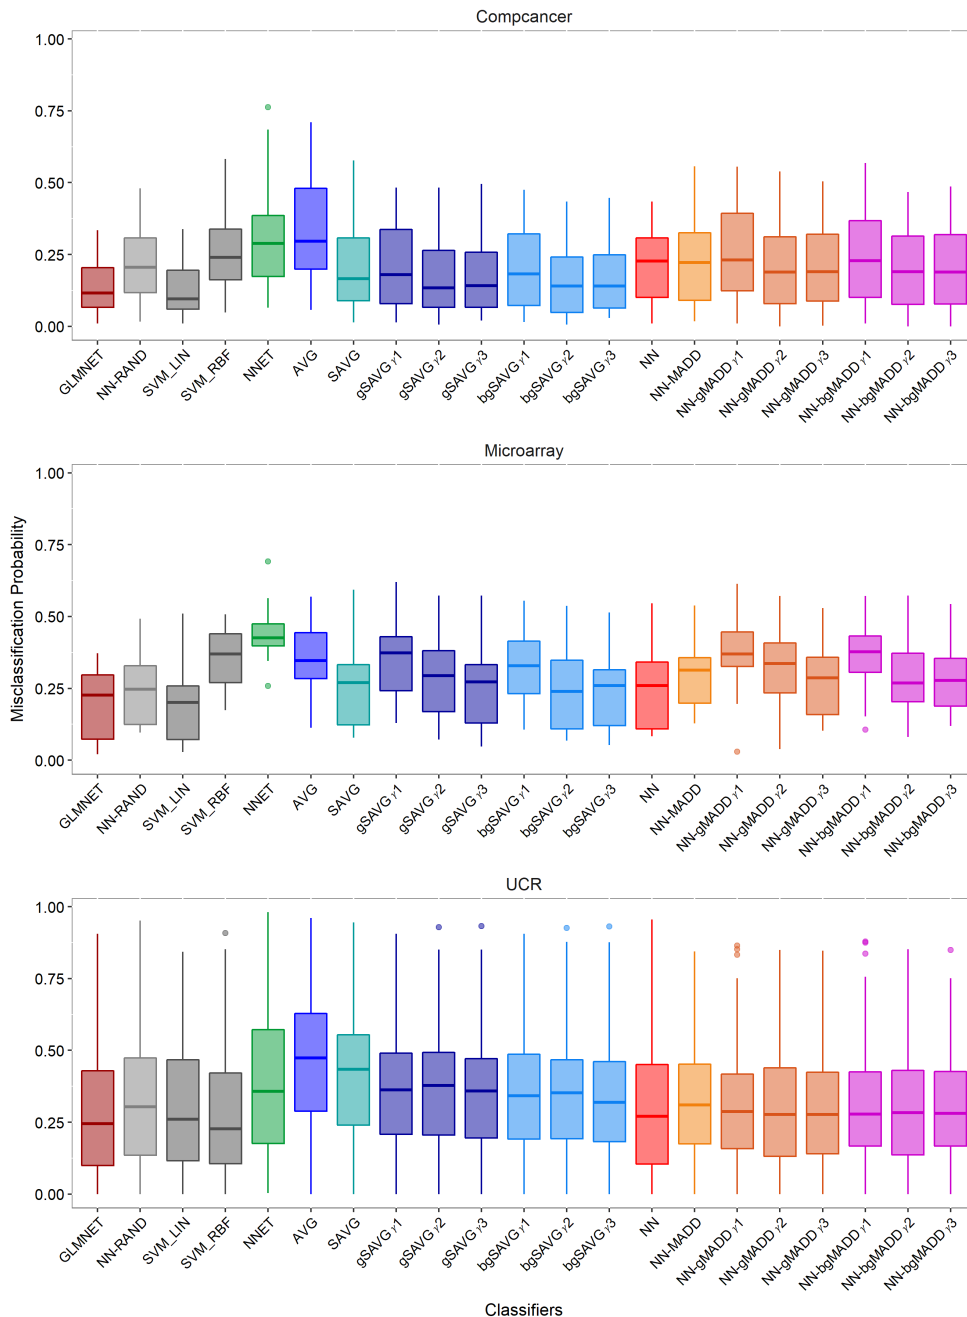 Compcancer
1.00
0.75
0.50
0.25
0.00
GLMNET
NN-RAND
SVM_LIN
SVM_RBF
NNET
AVG
SAVG
gSAVG γ1
gSAVG γ2
gSAVG γ3
bgSAVG γ1
bgSAVG γ2
bgSAVG γ3
NN
NN-MADD
NN-gMADD γ1
NN-gMADD γ2
NN-gMADD γ3
NN-bgMADD γ1
NN-bgMADD γ2
NN-bgMADD γ3
Misclassification Probability
Microarray
1.00
0.75
0.50
0.25
0.00
GLMNET
NN-RAND
SVM_LIN
SVM_RBF
NNET
AVG
SAVG
gSAVG γ1
gSAVG γ2
gSAVG γ3
bgSAVG γ1
bgSAVG γ2
bgSAVG γ3
NN
NN-MADD
NN-gMADD γ1
NN-gMADD γ2
NN-gMADD γ3
NN-bgMADD γ1
NN-bgMADD γ2
NN-bgMADD γ3
UCR
1.00
0.75
0.50
0.25
0.00
GLMNET
NN-RAND
SVM_LIN
SVM_RBF
NNET
AVG
SAVG
gSAVG γ1
gSAVG γ2
gSAVG γ3
bgSAVG γ1
bgSAVG γ2
bgSAVG γ3
NN
NN-MADD
NN-gMADD γ1
NN-gMADD γ2
NN-gMADD γ3
NN-bgMADD γ1
NN-bgMADD γ2
NN-bgMADD γ3
Classifiers